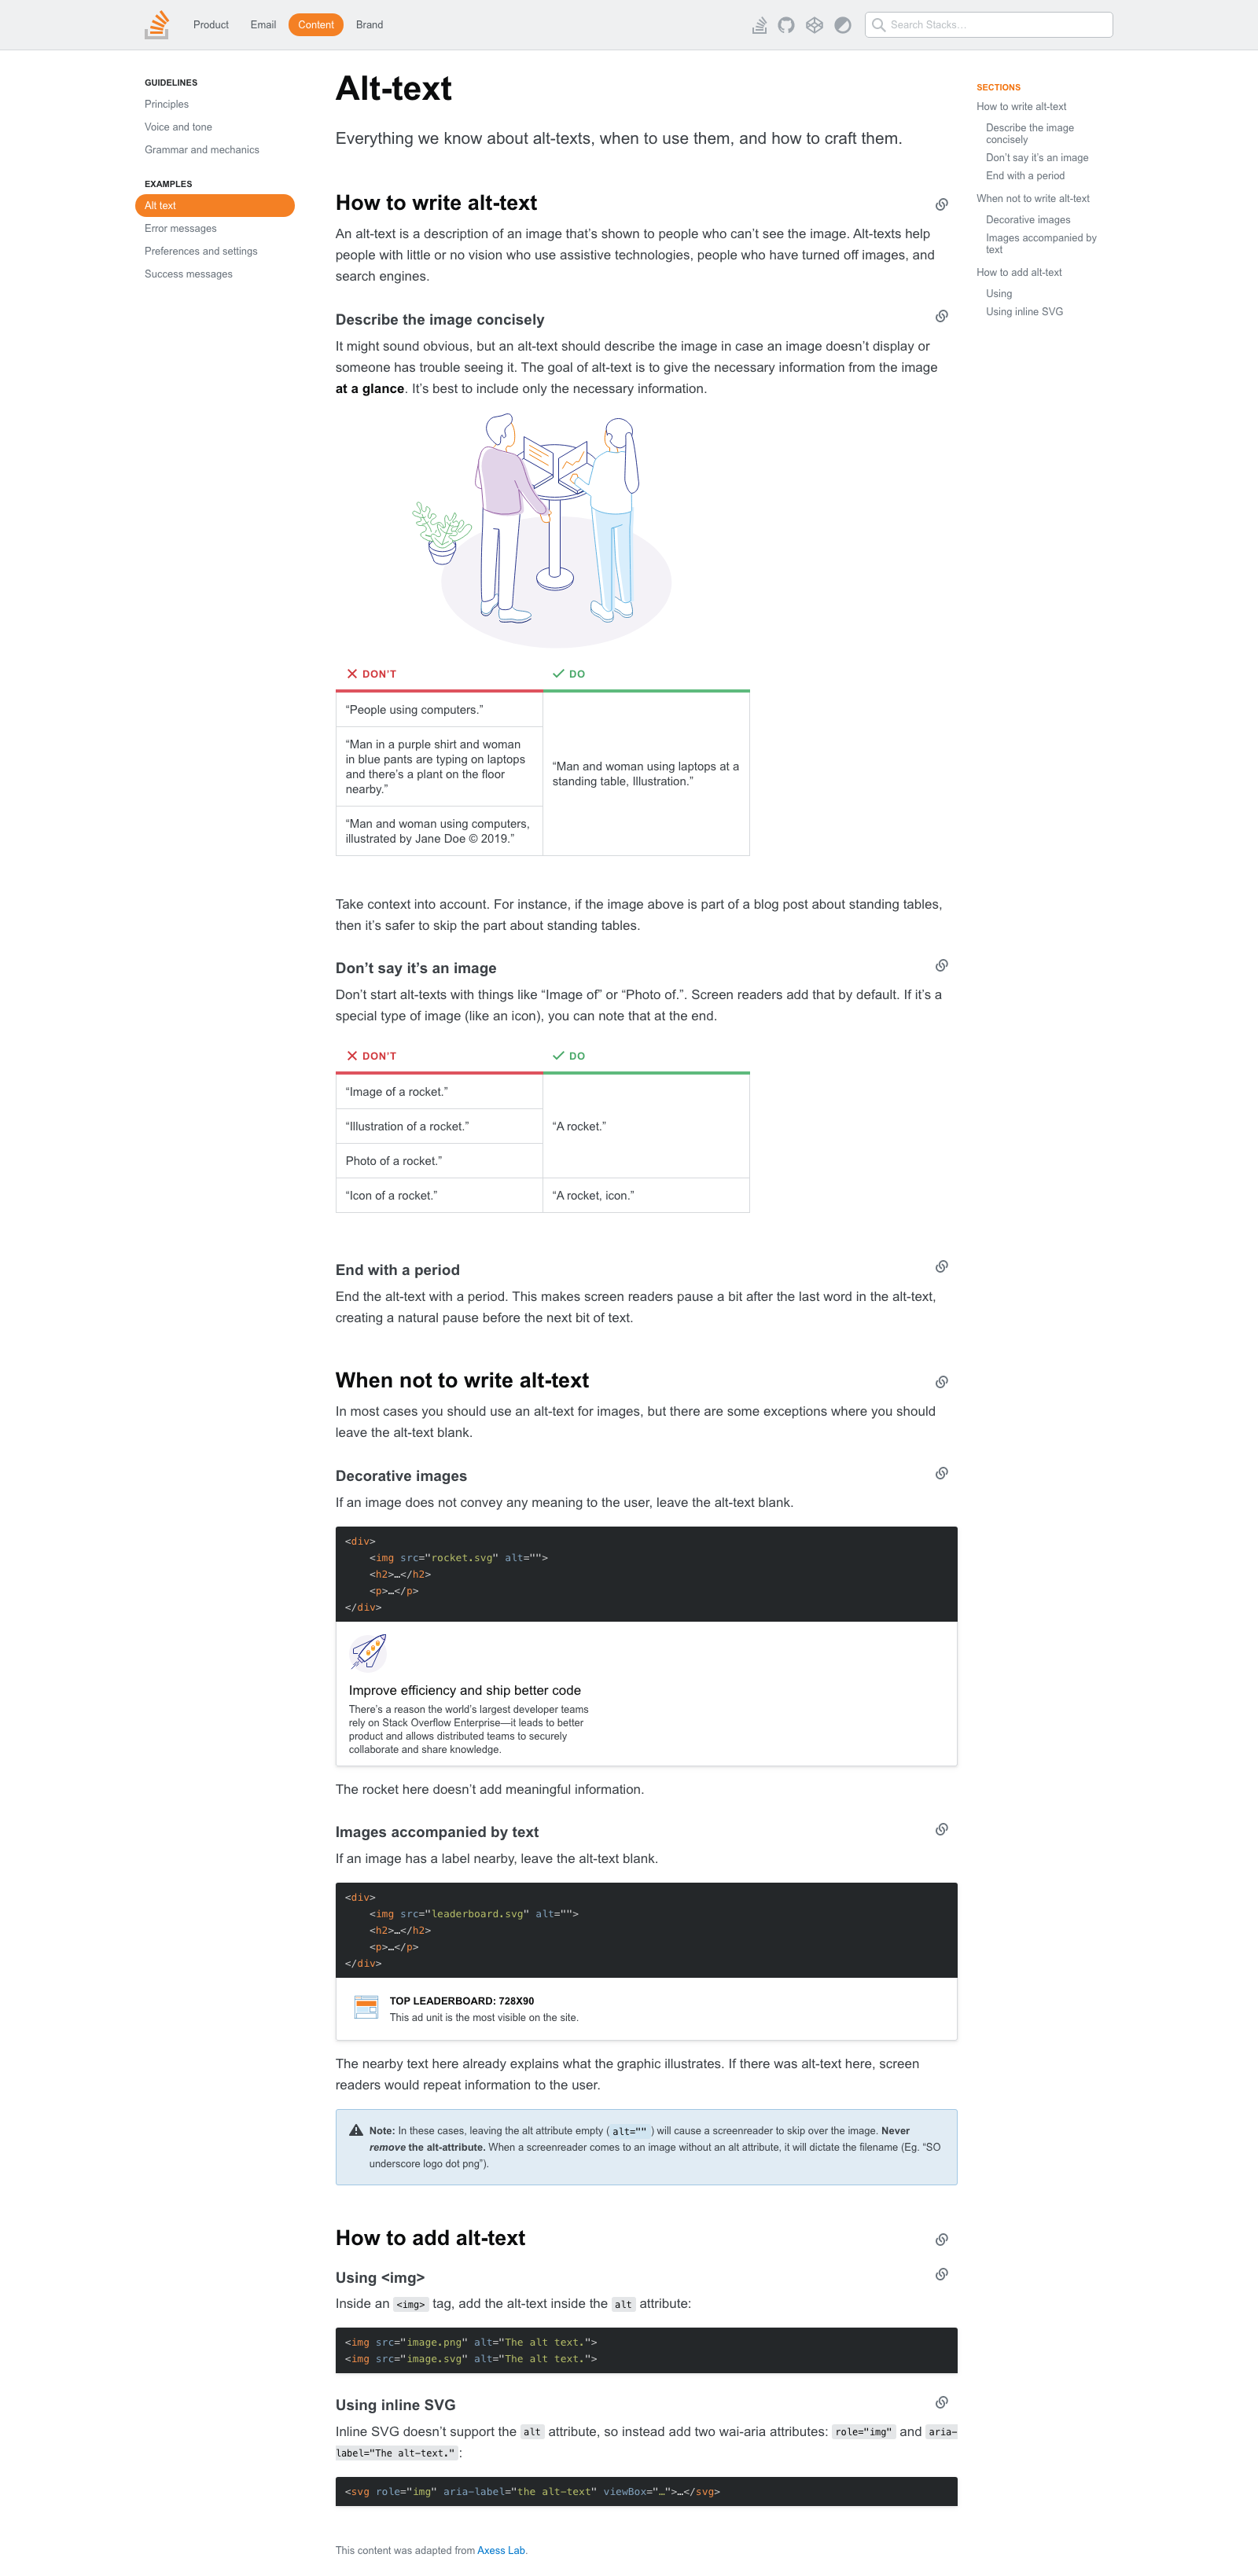 Product Email Content Brand
Search Stacks…
GUIDELINES
Principles
Voice and tone
Grammar and mechanics
EXAMPLES
Alt text
Error messages
Preferences and settings
Success messages
Alt-text
Everything we know about alt-texts, when to use them, and how to craft them.
How to write alt-text
An alt-text is a description of an image that’s shown to people who can’t see the image. Alt-texts help
people with little or no vision who use assistive technologies, people who have turned off images, and
search engines.
Describe the image concisely
It might sound obvious, but an alt-text should describe the image in case an image doesn’t display or
someone has trouble seeing it. The goal of alt-text is to give the necessary information from the image
at a glance. It’s best to include only the necessary information.
DON’T
DO
“People using computers.”
“Man in a purple shirt and woman
in blue pants are typing on laptops
and there’s a plant on the floor
nearby.”
“Man and woman using computers,
illustrated by Jane Doe © 2019.”
“Man and woman using laptops at a
standing table, Illustration.”
Take context into account. For instance, if the image above is part of a blog post about standing tables,
then it’s safer to skip the part about standing tables.
Don’t say it’s an image
Don’t start alt-texts with things like “Image of” or “Photo of.”. Screen readers add that by default. If it’s a
special type of image (like an icon), you can note that at the end.
DON’T
DO
“Image of a rocket.”
“Illustration of a rocket.”
Photo of a rocket.”
“A rocket.”
“Icon of a rocket.”
“A rocket, icon.”
End with a period
End the alt-text with a period. This makes screen readers pause a bit after the last word in the alt-text,
creating a natural pause before the next bit of text.
When not to write alt-text
In most cases you should use an alt-text for images, but there are some exceptions where you should
leave the alt-text blank.
Decorative images
If an image does not convey any meaning to the user, leave the alt-text blank.
<div>
    <img src="rocket.svg" alt="">
    <h2>…</h2>
    <p>…</p>
</div>
Improve efficiency and ship better code
There’s a reason the world’s largest developer teams
rely on Stack Overflow Enterprise—it leads to better
product and allows distributed teams to securely
collaborate and share knowledge.
The rocket here doesn’t add meaningful information.
Images accompanied by text
If an image has a label nearby, leave the alt-text blank.
<div>
    <img src="leaderboard.svg" alt="">
    <h2>…</h2>
    <p>…</p>
</div>
TOP LEADERBOARD: 728X90
This ad unit is the most visible on the site.
The nearby text here already explains what the graphic illustrates. If there was alt-text here, screen
readers would repeat information to the user.
Note: In these cases, leaving the alt attribute empty ( alt="" ) will cause a screenreader to skip over the image. Never
remove the alt-attribute. When a screenreader comes to an image without an alt attribute, it will dictate the filename (Eg. “SO
underscore logo dot png”).
How to add alt-text
Using <img>
Inside an <img> tag, add the alt-text inside the alt attribute:
<img src="image.png" alt="The alt text.">
<img src="image.svg" alt="The alt text.">
Using inline SVG
Inline SVG doesn’t support the alt attribute, so instead add two wai-aria attributes: role="img" and aria-
label="The alt-text." :
<svg role="img" aria-label="the alt-text" viewBox="…">…</svg>
This content was adapted from Axess Lab.
SECTIONS
How to write alt-text
Describe the image
concisely
Don’t say it’s an image
End with a period
When not to write alt-text
Decorative images
Images accompanied by
text
How to add alt-text
Using
Using inline SVG